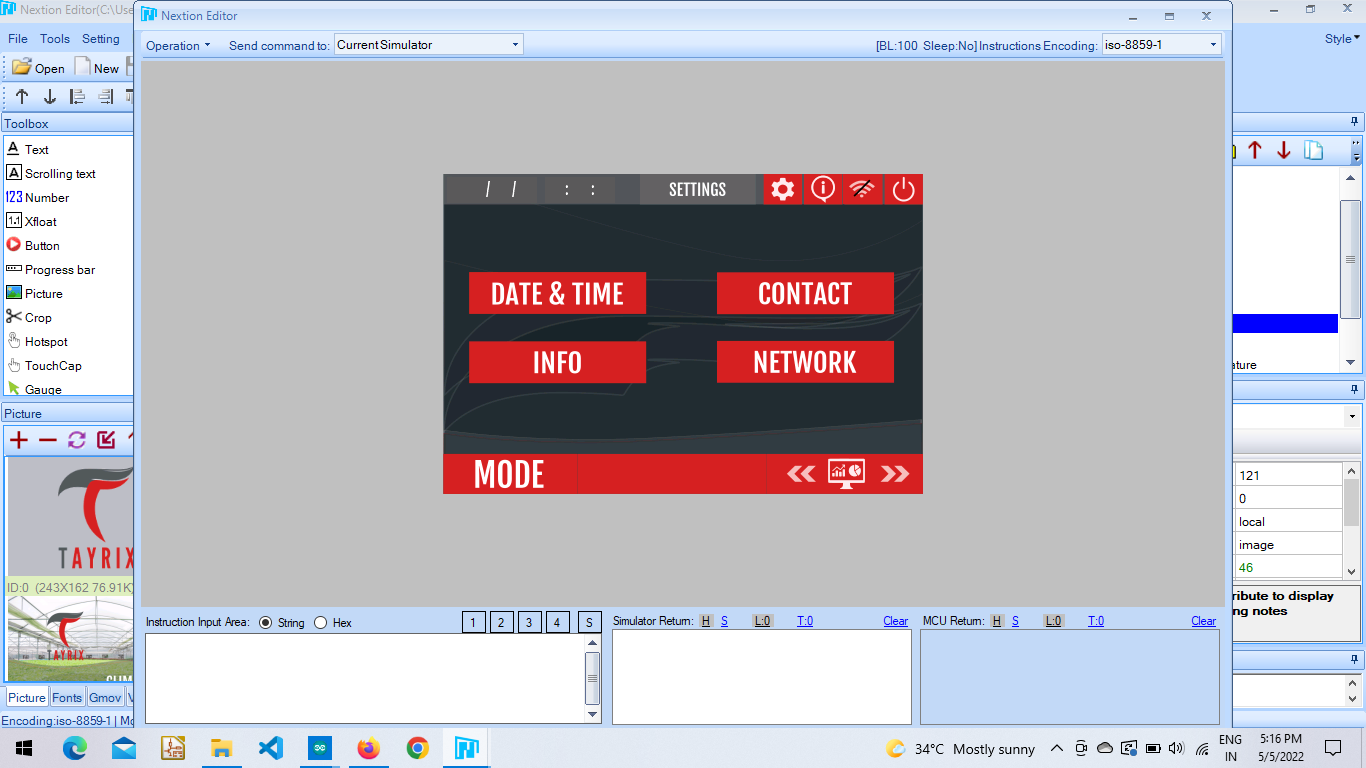 Nextion Editor(C:\Use
Nextion Editor
File Tools Setting
Operation Send command to: CurrentSimulator [BL:100 Sleep:No] Instructions Encoding: iso-8859-1
Style
Open New
Toolbox
Text
Scrolling text
123 Number
1.1 Xfloat
Button
Progress bar
Picture
Crop
Hotspot
TouchCap
Gauge
/ / : : SETTINGS
DATE & TIME CONTACT
INFO NETWORK
MODE
ature
121
0
local
image
46
ribute to display
ng notes
Picture
TAYRIX
ID:0 (243X162 76.91K)
TAYRIX
Picture Fonts Gmov V
Encoding:iso-8859-1 | Mo
Instruction Input Area: String Hex 1 2 3 4 S
Simulator Return: H S L:0 T:0 Clear
MCU Return: H S L:0 T:0 Clear
34°C Mostly sunny
ENG
IN
5:16 PM
5/5/2022